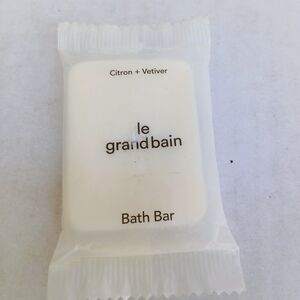 Citron + Vetiver
le
grand bain
Bath Bar